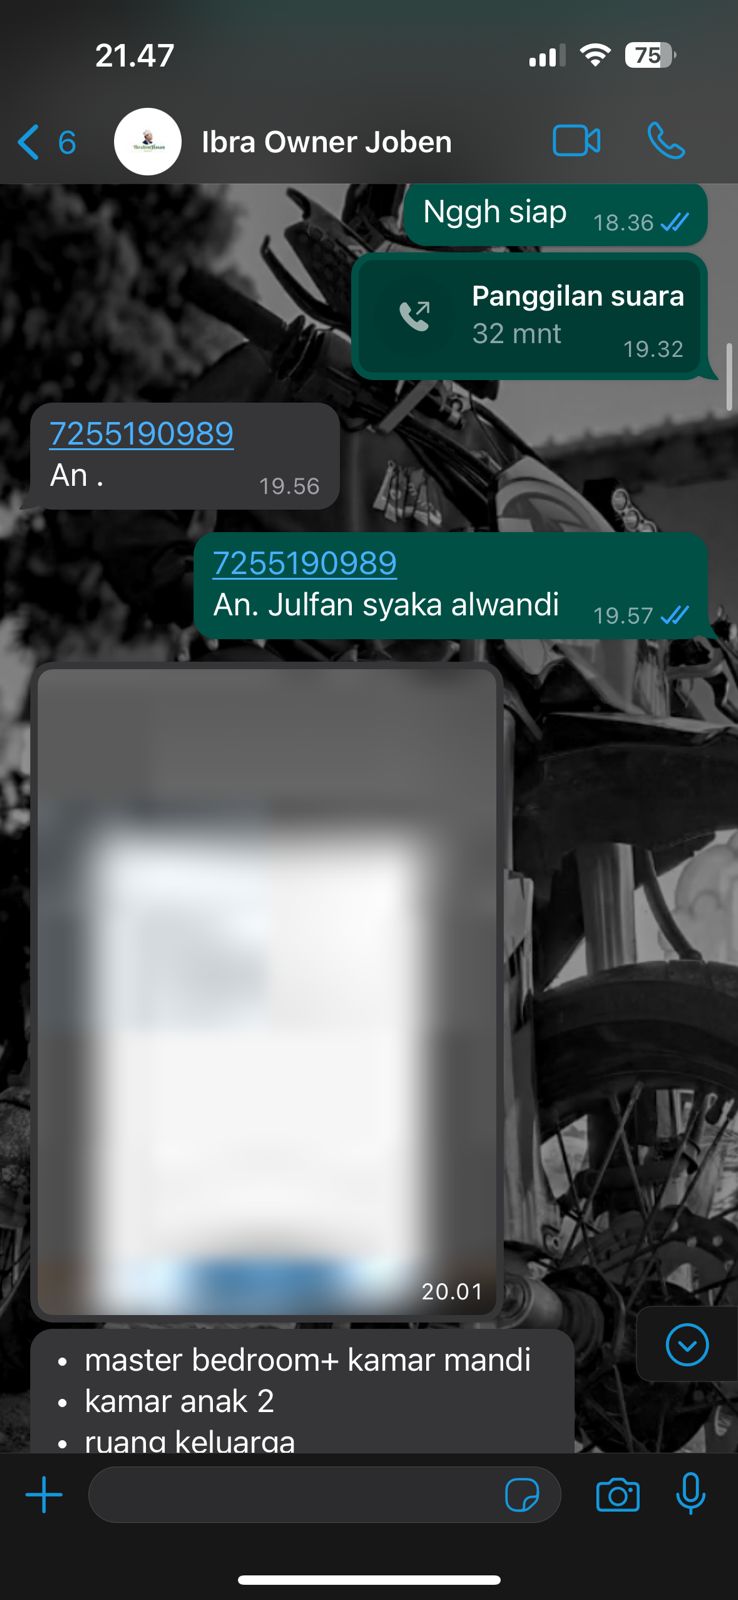 21.47
75
6
Ibra Owner Joben
Nggh siap
18.36
Panggilan suara
32 mnt
19.32
7255190989
An .
19.56
7255190989
An. Julfan syaka alwandi
19.57
20.01
• master bedroom+ kamar mandi
• kamar anak 2
• ruang keluarga